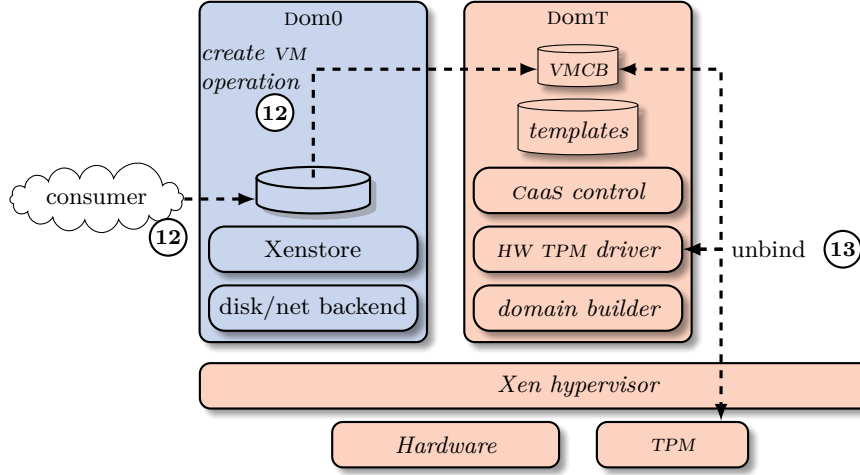 Dom0
create VM
operation
12
consumer
12
Xenstore
disk/net backend
DomT
VMCB
templates
CaaS control
HW TPM driver
unbind 13
domain builder
Xen hypervisor
Hardware
TPM